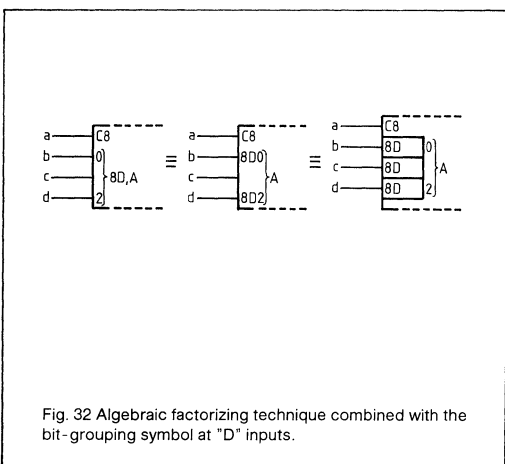 a C8 a C8 a C8
b 0 ≡ b 8D0 ≡ b 8D 0
c } 8D,A c } A c 8D } A
d 2 d 8D2 d 8D 2
Fig. 32 Algebraic factorizing technique combined with the
bit-grouping symbol at "D" inputs.